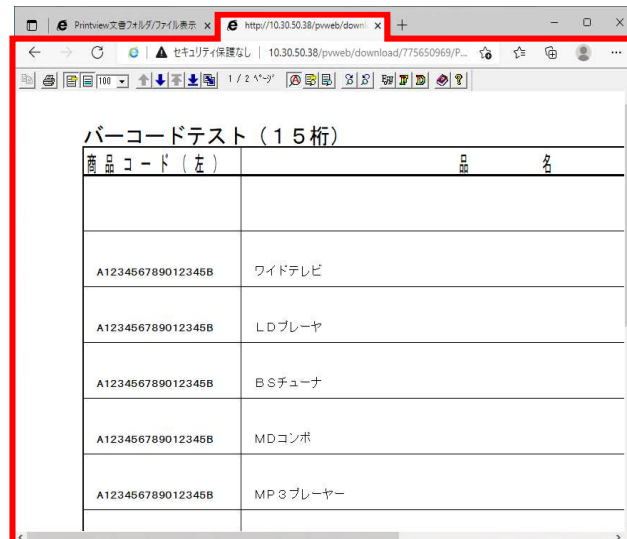 Printview文書フォルダ/ファイル表示
http://10.30.50.38/pvweb/down
セキュリティ保護なし | 10.30.50.38/pvweb/download/775650969/P...
100
1 / 2 ページ
バーコードテスト（１５桁）
商品コード(左) 品 名
A123456789012345B ワイドテレビ
A123456789012345B ＬＤプレーヤ
A123456789012345B ＢＳチューナ
A123456789012345B ＭＤコンポ
A123456789012345B ＭＰ３プレーヤー